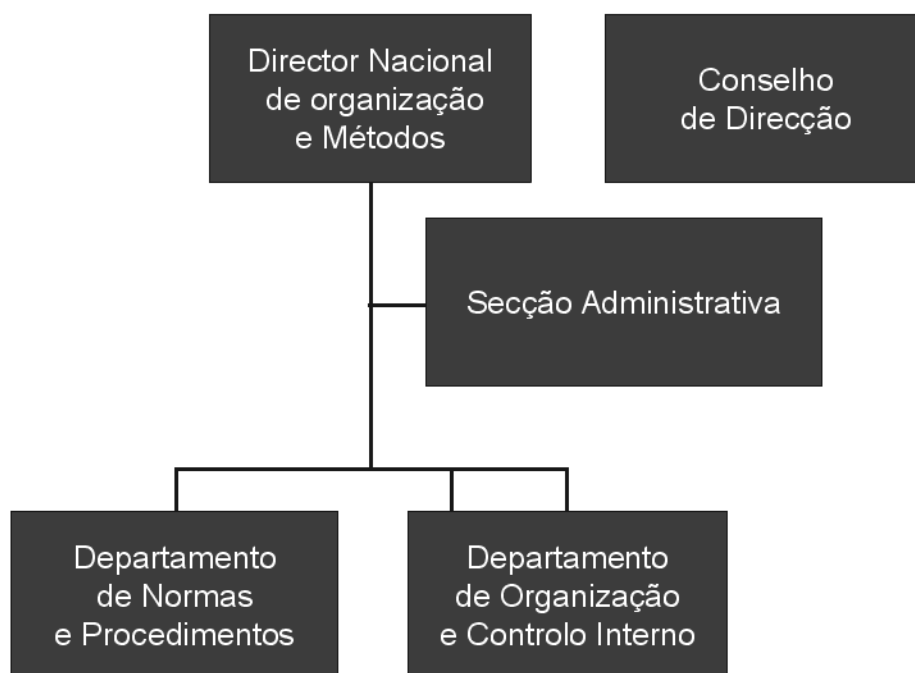 Director Nacional
de organização
e Métodos
Conselho
de Direcção
Secção Administrativa
Departamento
de Normas
e Procedimentos
Departamento
de Organização
e Controlo Interno